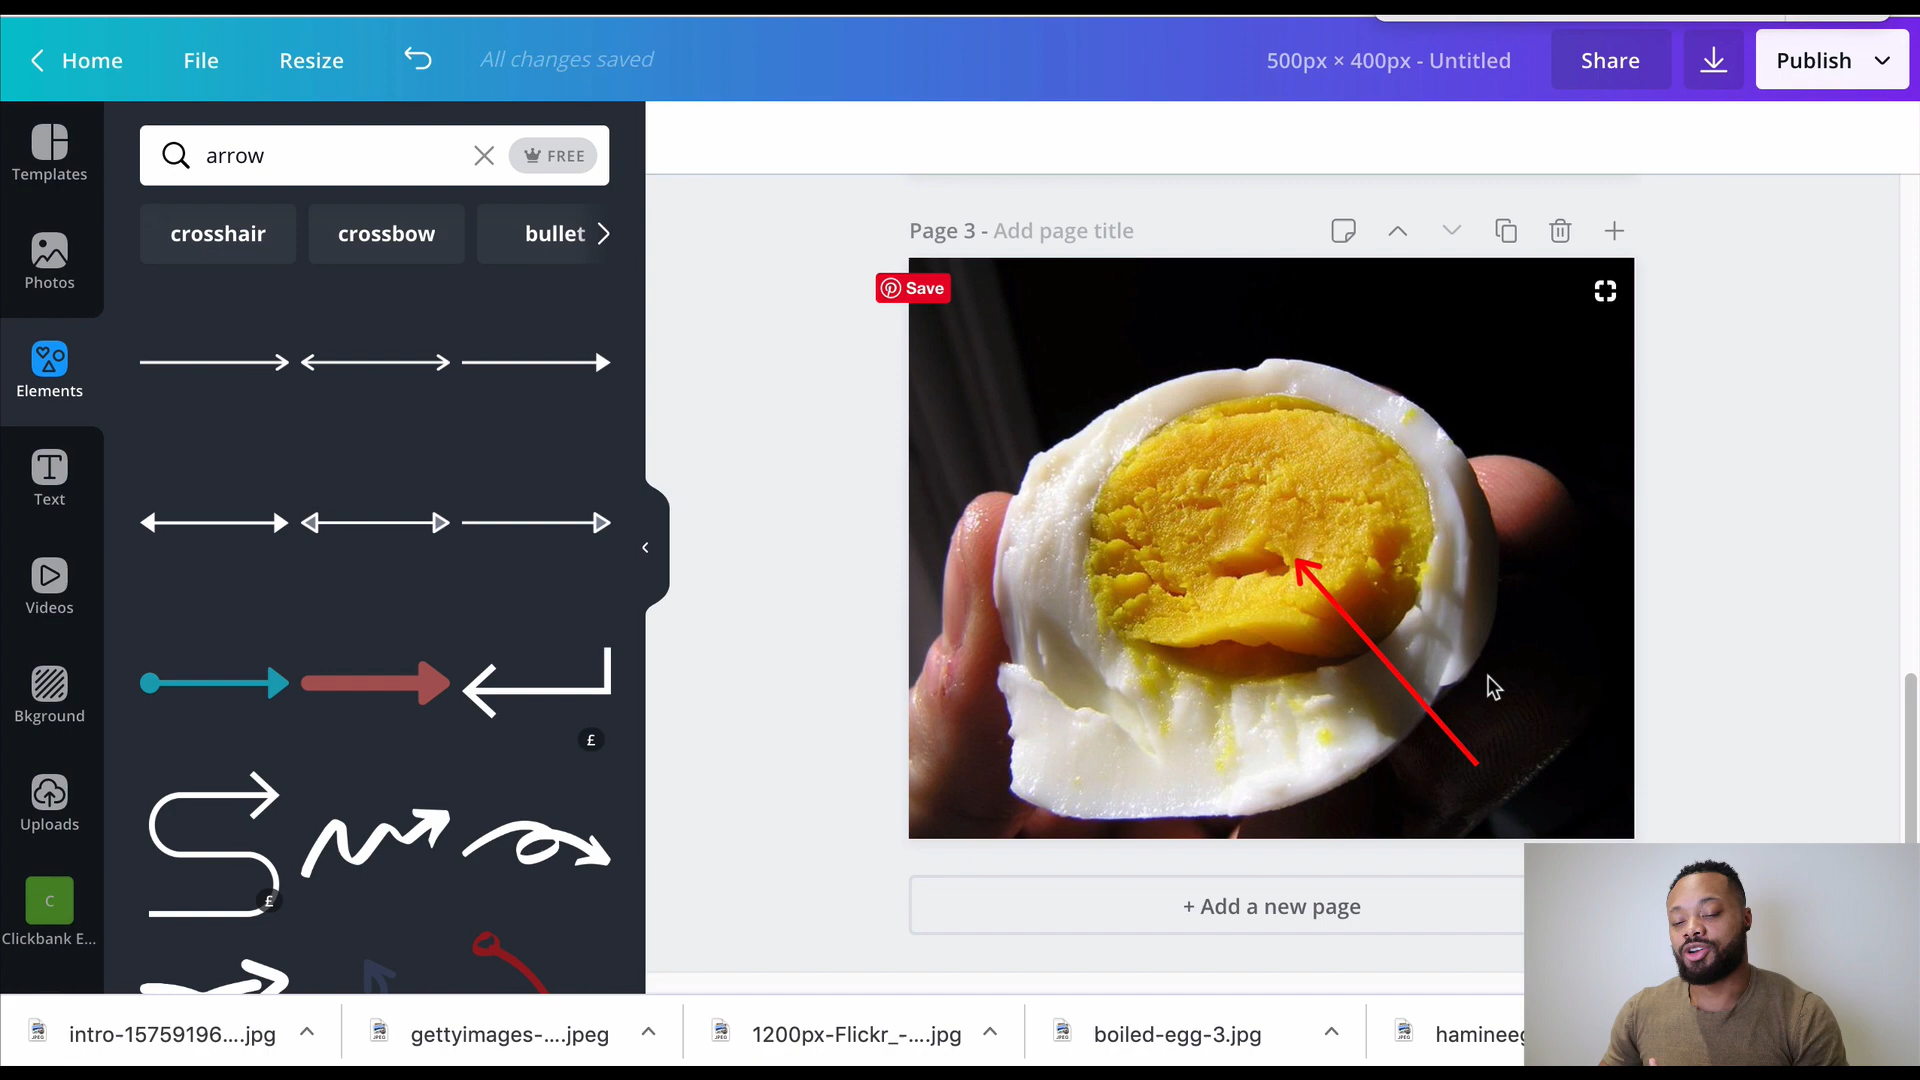 Home
File
Resize
All changes saved
500px × 400px - Untitled
Share
Publish
Templates
Photos
Elements
Text
Videos
Bkground
Uploads
C
Clickbank E...
arrow
FREE
crosshair
crossbow
bullet
£
£
Page 3 - Add page title
Save
+ Add a new page
intro-15759196....jpg
gettyimages-....jpeg
1200px-Flickr_-....jpg
boiled-egg-3.jpg